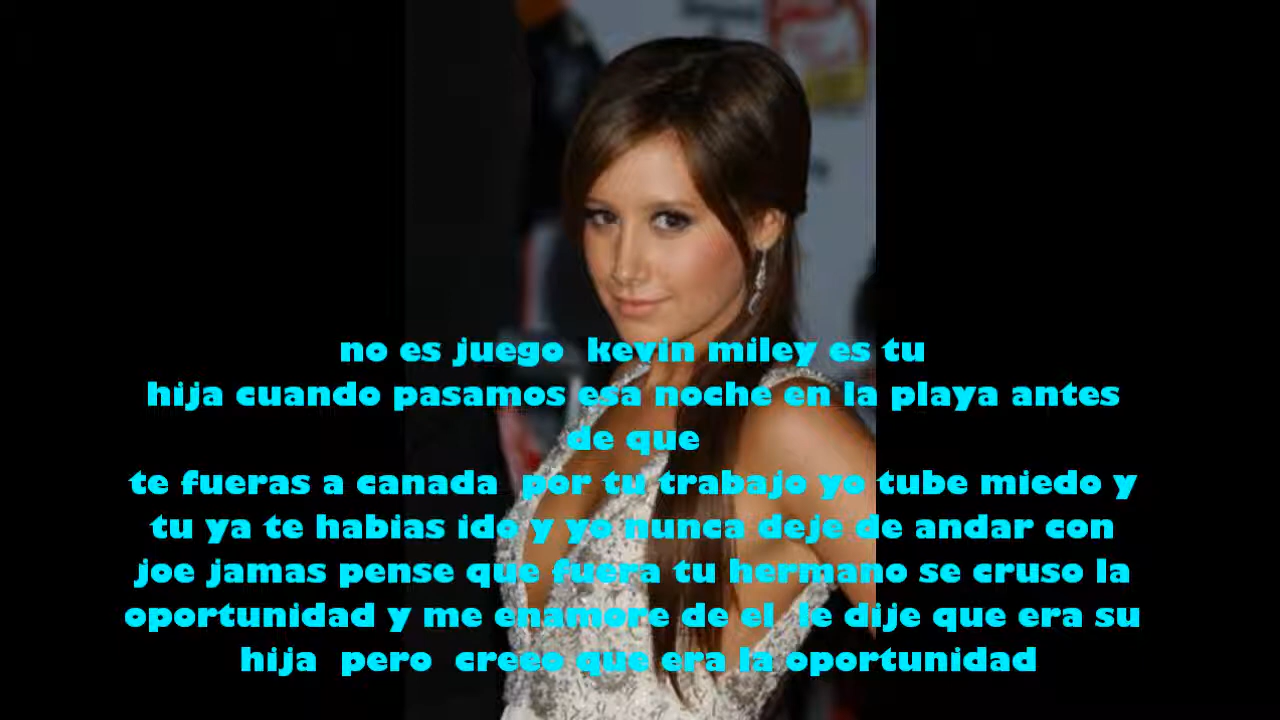 no es juego  kevin miley es tu
hija cuando pasamos esa noche en la playa antes
de que
te fueras a canada  por tu trabajo yo tube miedo y
tu ya te habias ido y yo nunca deje de andar con
joe jamas pense que fuera tu hermano se cruso la
oportunidad y me enamore de el  le dije que era su
hija  pero  creeo que era la oportunidad